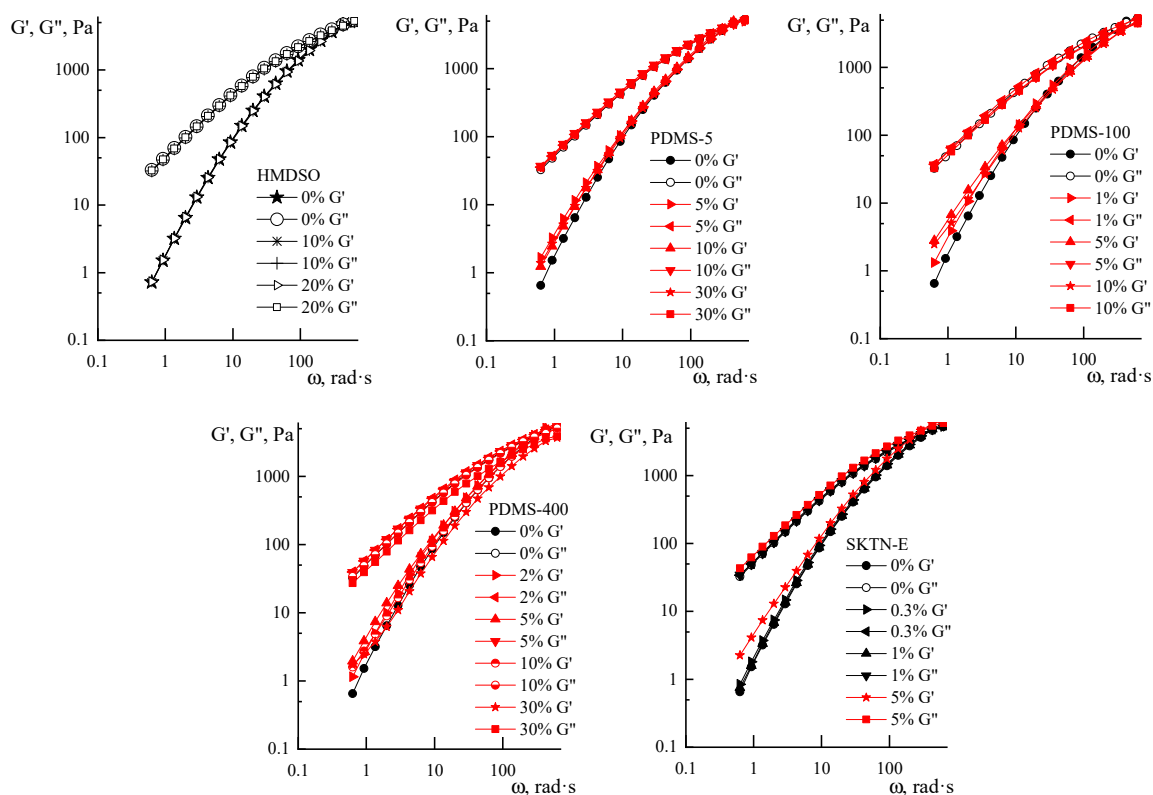 G', G", Pa
1000
100
10
1
0.1
0.1
1
10
100
ω, rad·s
HMDSO
0% G'
0% G"
10% G'
10% G"
20% G'
20% G"
G', G", Pa
1000
100
10
1
0.1
0.1
1
10
100
ω, rad·s
PDMS-5
0% G'
0% G"
5% G'
5% G"
10% G'
10% G"
30% G'
30% G"
G', G", Pa
1000
100
10
1
0.1
0.1
1
10
100
1000
ω, rad·s
PDMS-100
0% G'
0% G"
1% G'
1% G"
5% G'
5% G"
10% G'
10% G"
G', G", Pa
1000
100
10
1
0.1
0.1
1
10
100
ω, rad·s
PDMS-400
0% G'
0% G"
2% G'
2% G"
5% G'
5% G"
10% G'
10% G"
30% G'
30% G"
G', G", Pa
1000
100
10
1
0.1
0.1
1
10
100
ω, rad·s
SKTN-E
0% G'
0% G"
0.3% G'
0.3% G"
1% G'
1% G"
5% G'
5% G"